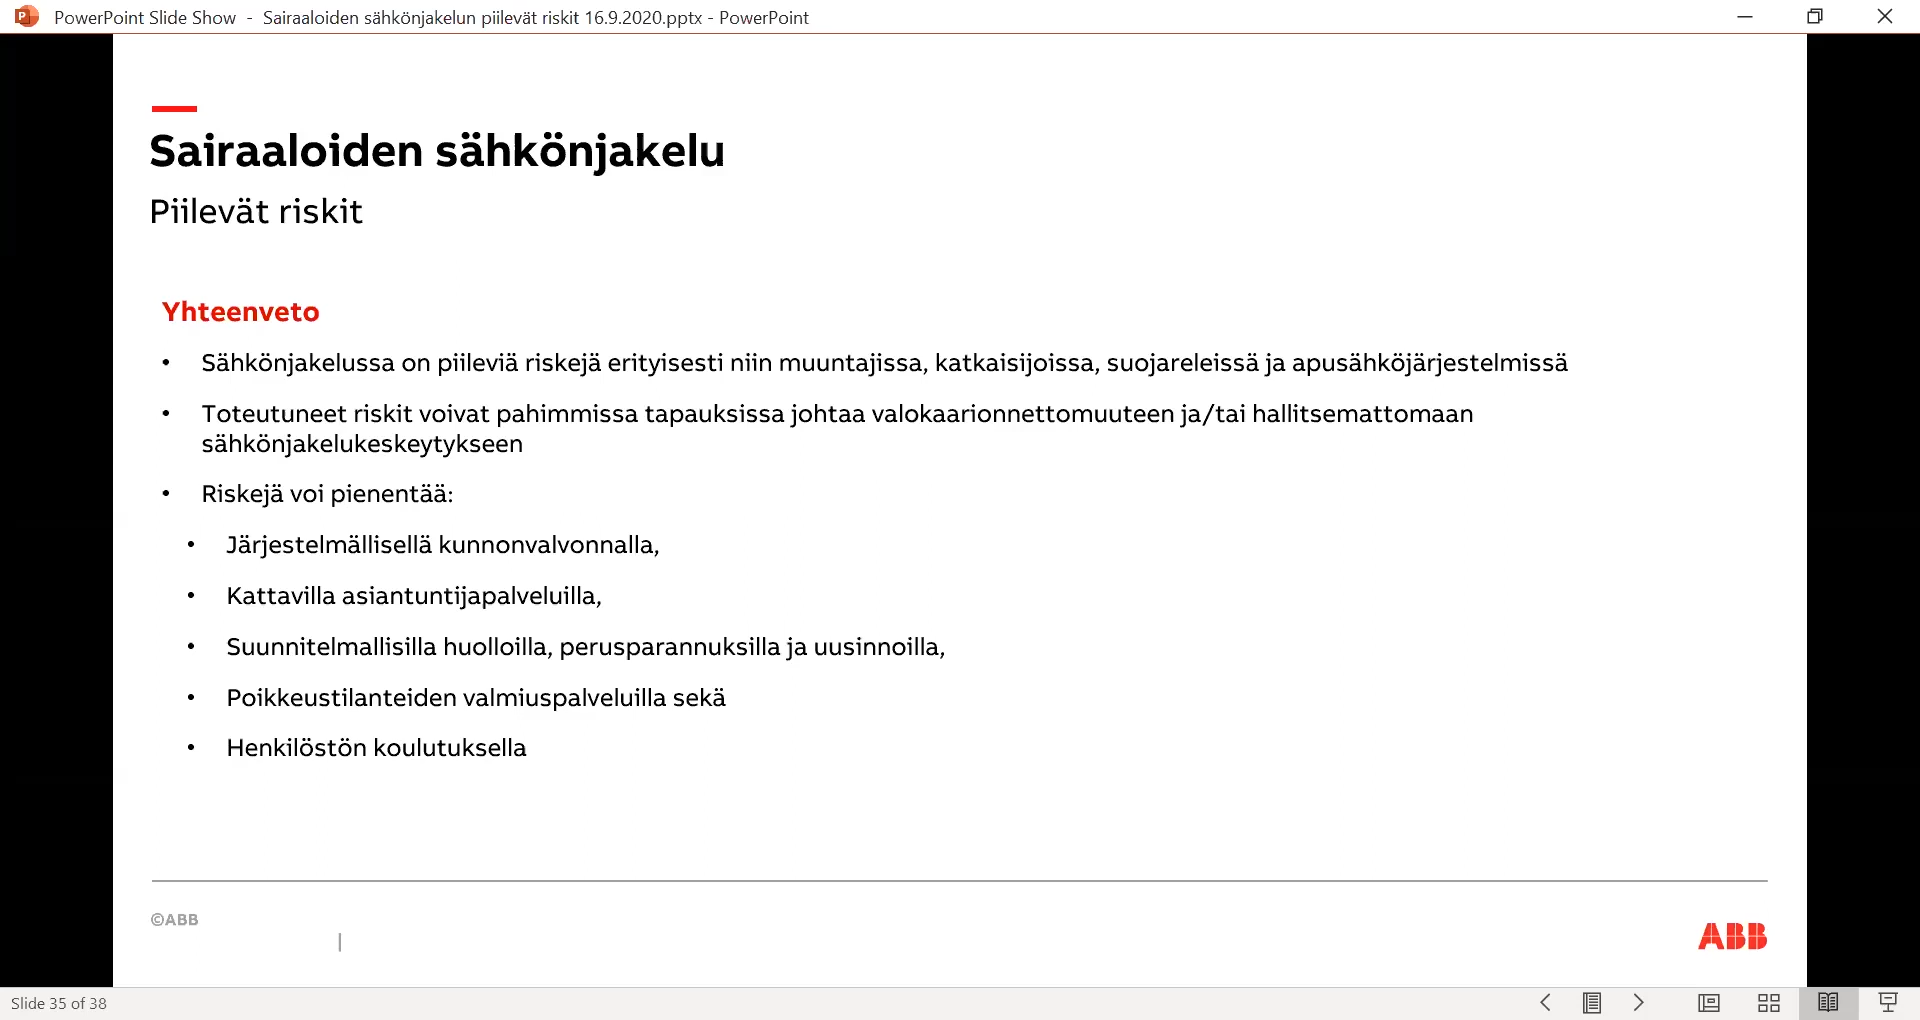 PowerPoint Slide Show - Sairaaloiden sähkönjakelun piilevät riskit 16.9.2020.pptx - PowerPoint
Sairaaloiden sähkönjakelu
Piilevät riskit
Yhteenveto
• Sähkönjakelussa on piileviä riskejä erityisesti niin muuntajissa, katkaisijoissa, suojareleissä ja apusähköjärjestelmissä
• Toteutuneet riskit voivat pahimmissa tapauksissa johtaa valokaarionnettomuuteen ja/tai hallitsemattomaan
sähkönjakelukeskeytykseen
• Riskejä voi pienentää:
• Järjestelmällisellä kunnonvalvonnalla,
• Kattavilla asiantuntijapalveluilla,
• Suunnitelmallisilla huolloilla, perusparannuksilla ja uusinnoilla,
• Poikkeustilanteiden valmiuspalveluilla sekä
• Henkilöstön koulutuksella
©ABB
|
ABB
Slide 35 of 38